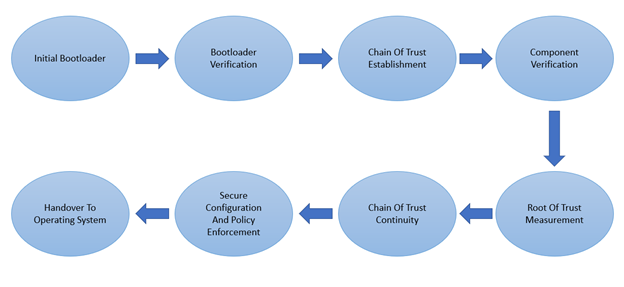 Initial Bootloader
Bootloader
Verification
Chain Of Trust
Establishment
Component
Verification
Root Of Trust
Measurement
Chain Of Trust
Continuity
Secure
Configuration
And Policy
Enforcement
Handover To
Operating System